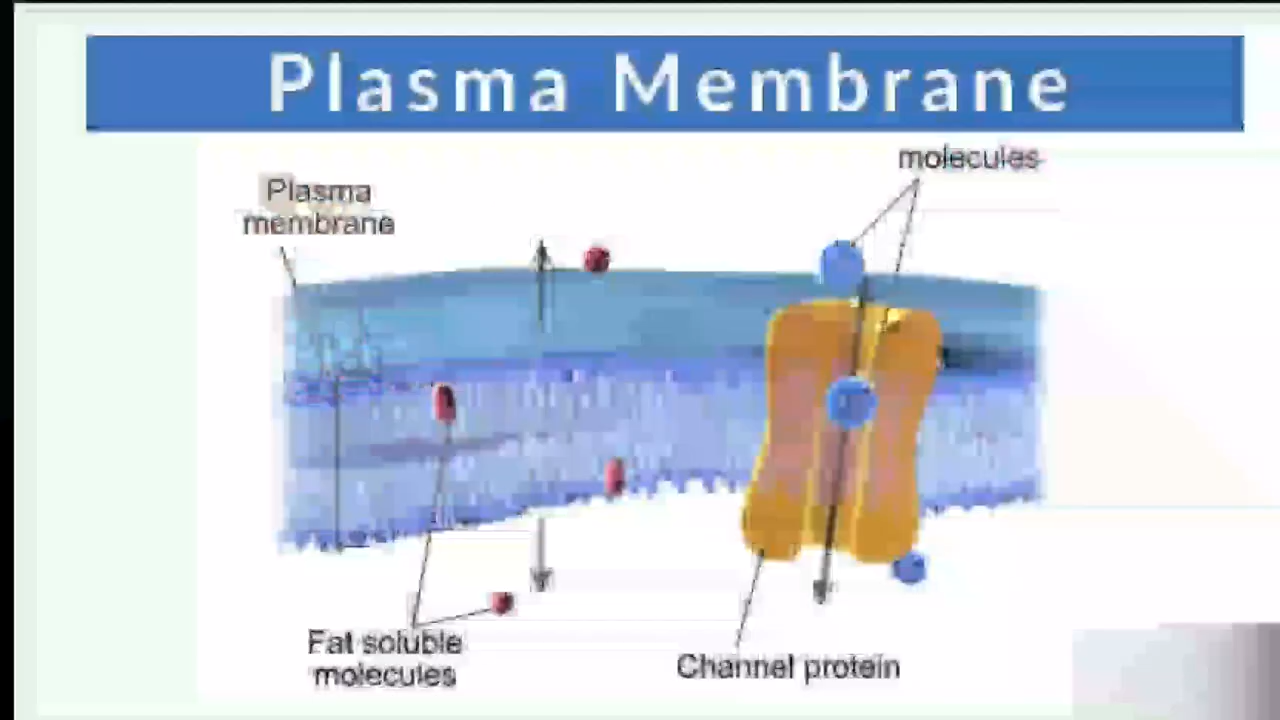 Plasma Membrane
molecules
Plasma
membrane
Fat soluble
molecules
Channel protein